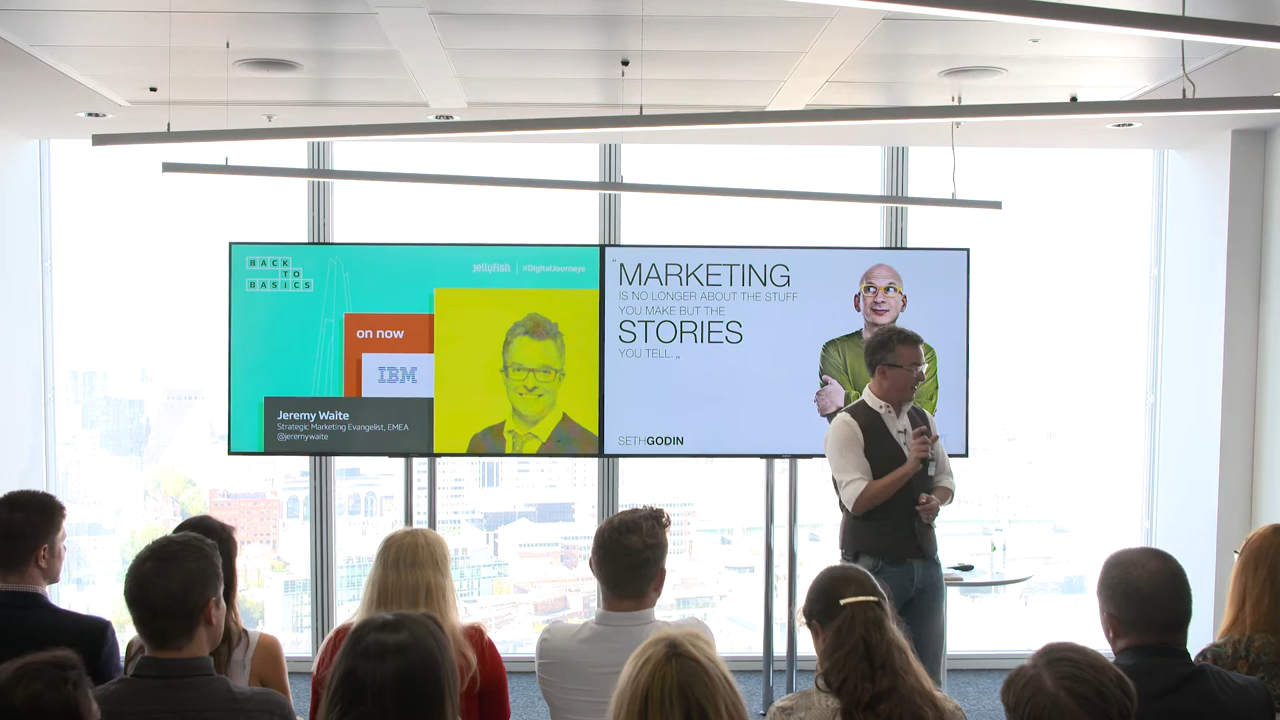 BACK
TO
BASICS
jellyfish | #DigitalJourneys
on now
IBM
Jeremy Waite
Strategic Marketing Evangelist, EMEA
@jeremywaite
“MARKETING
IS NO LONGER ABOUT THE STUFF
YOU MAKE BUT THE
STORIES
YOU TELL.„
SETHGODIN